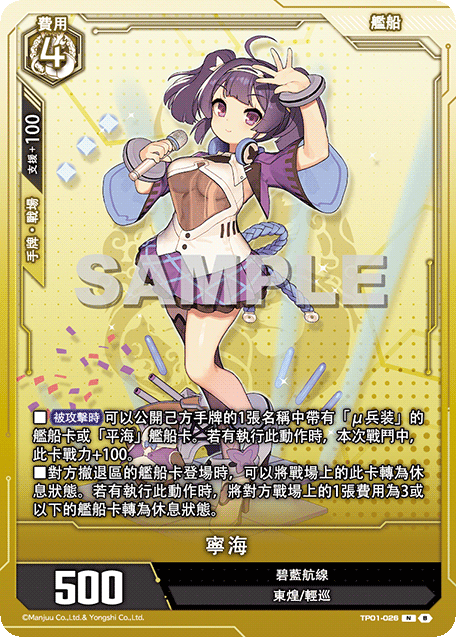 費用
4
艦船
支援+100
手牌・戰場
SAMPLE
■ 被攻擊時 可以公開己方手牌的1張名稱中帶有「μ兵装」的
艦船卡或「平海」艦船卡。若有執行此動作時，本次戰鬥中，
此卡戰力+100。
■對方撤退區的艦船卡登場時，可以將戰場上的此卡轉為休
息狀態。若有執行此動作時，將對方戰場上的1張費用為3或
以下的艦船卡轉為休息狀態。
寧海
500
碧藍航線
東煌/輕巡
©Manjuu Co.,Ltd. & Yongshi Co.,Ltd.
TP01-026 N B